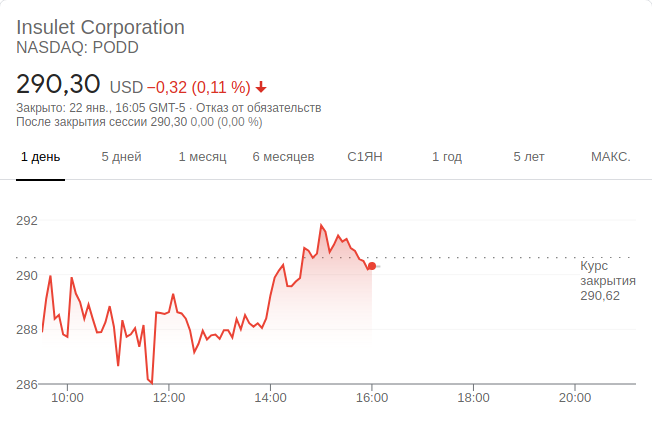 Insulet Corporation
NASDAQ: PODD
290,30 USD −0,32 (0,11 %)
Закрыто: 22 янв., 16:05 GMT-5 · Отказ от обязательств
После закрытия сессии 290,30 0,00 (0,00 %)
1 день 5 дней 1 месяц 6 месяцев С1ЯН 1 год 5 лет МАКС.
292
290
288
286
Курс
закрытия
290,62
10:00 12:00 14:00 16:00 18:00 20:00